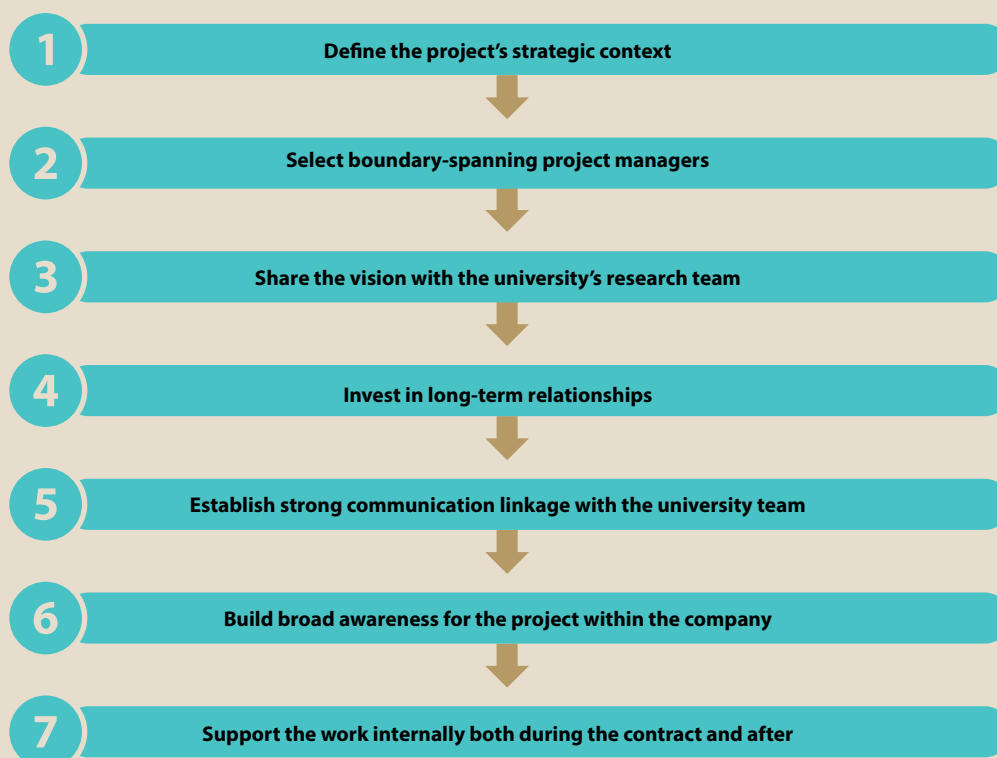 1
Define the project’s strategic context
2
Select boundary-spanning project managers
3
Share the vision with the university’s research team
4
Invest in long-term relationships
5
Establish strong communication linkage with the university team
6
Build broad awareness for the project within the company
7
Support the work internally both during the contract and after